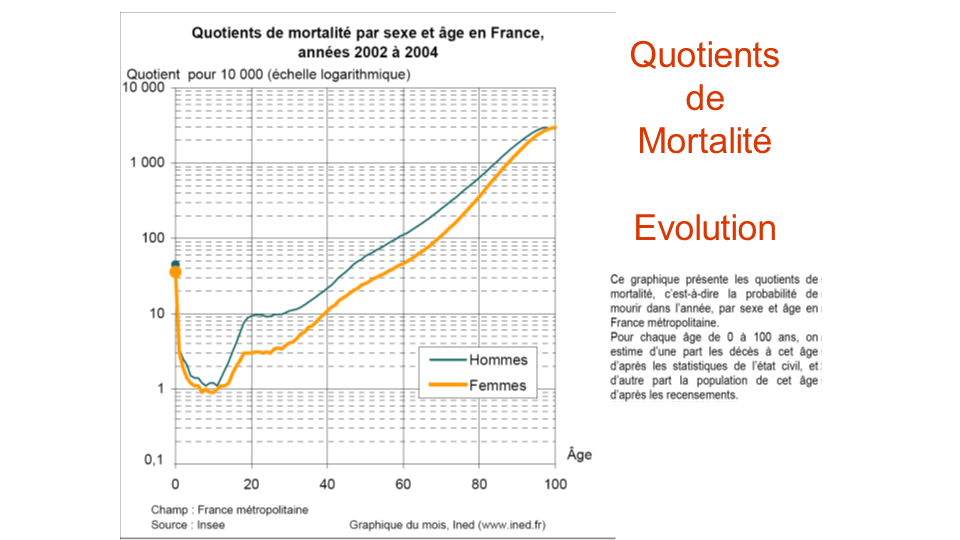 Quotients de mortalité par sexe et âge en France,
années 2002 à 2004
Quotient pour 10 000 (échelle logarithmique)
10 000
1 000
100
10
1
0,1
0
20
40
60
80
100
Âge
Hommes
Femmes
Champ : France métropolitaine
Source : Insee
Graphique du mois, Ined (www.ined.fr)
Quotients
de
Mortalité
Evolution
Ce graphique présente les quotients de
mortalité, c'est-à-dire la probabilité de
mourir dans l'année, par sexe et âge en
France métropolitaine.
Pour chaque âge de 0 à 100 ans, on
estime d'une part les décès à cet âge
d'après les statistiques de l'état civil, et
d'autre part la population de cet âge
d'après les recensements.